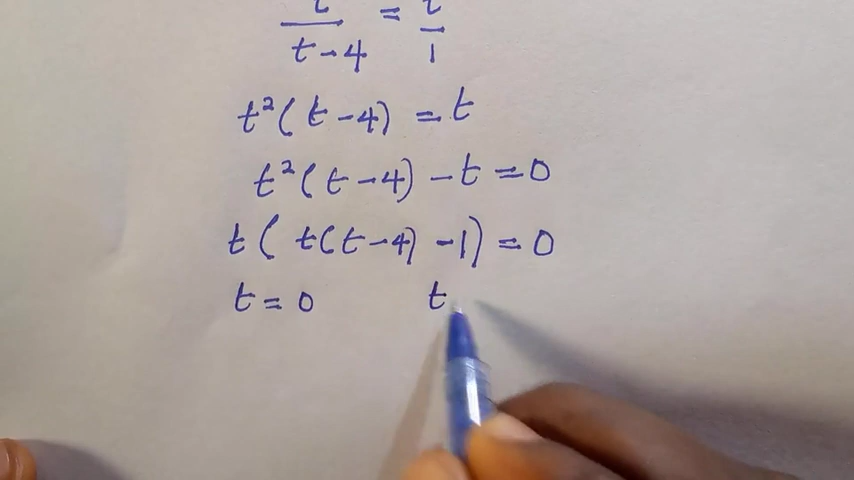 t/t-4 = t/1
t²(t-4) = t
t²(t-4) - t = 0
t(t(t-4) -1) = 0
t = 0 t